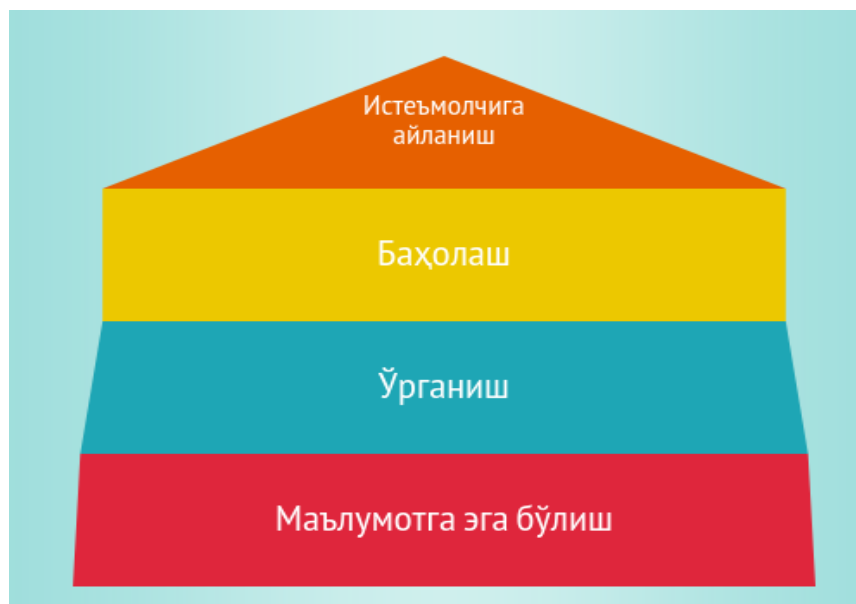 Истеъмолчига
айланиш
Баҳолаш
Ўрганиш
Маълумотга эга бўлиш